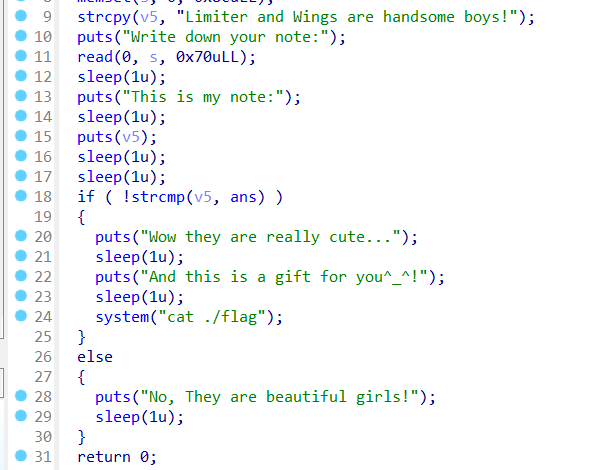 9 strcpy(v5, "Limiter and Wings are handsome boys!");
10 puts("Write down your note:");
11 read(0, s, 0x70uLL);
12 sleep(1u);
13 puts("This is my note:");
14 sleep(1u);
15 puts(v5);
16 sleep(1u);
17 sleep(1u);
18 if ( !strcmp(v5, ans) )
19 {
20 puts("Wow they are really cute...");
21 sleep(1u);
22 puts("And this is a gift for you^_^!");
23 sleep(1u);
24 system("cat ./flag");
25 }
26 else
27 {
28 puts("No, They are beautiful girls!");
29 sleep(1u);
30 }
31 return 0;